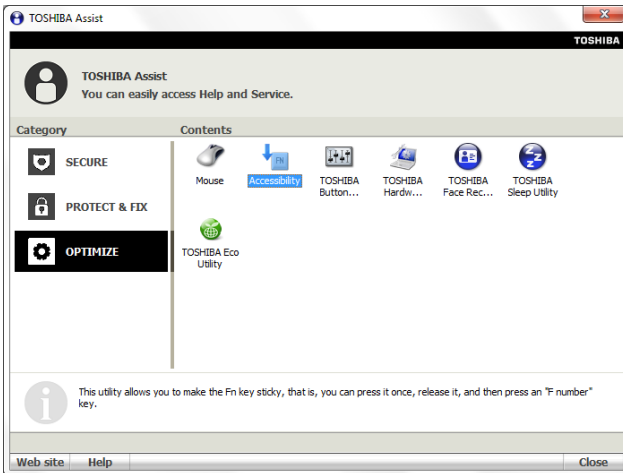 TOSHIBA Assist
TOSHIBA
TOSHIBA Assist
You can easily access Help and Service.
Category
Contents
SECURE
PROTECT & FIX
OPTIMIZE
Mouse
FN
Accessibility
TOSHIBA
Button...
TOSHIBA
Hardw...
TOSHIBA
Face Rec...
TOSHIBA
Sleep Utility
TOSHIBA Eco
Utility
This utility allows you to make the Fn key sticky, that is, you can press it once, release it, and then press an "F number"
key.
Web site
Help
Close